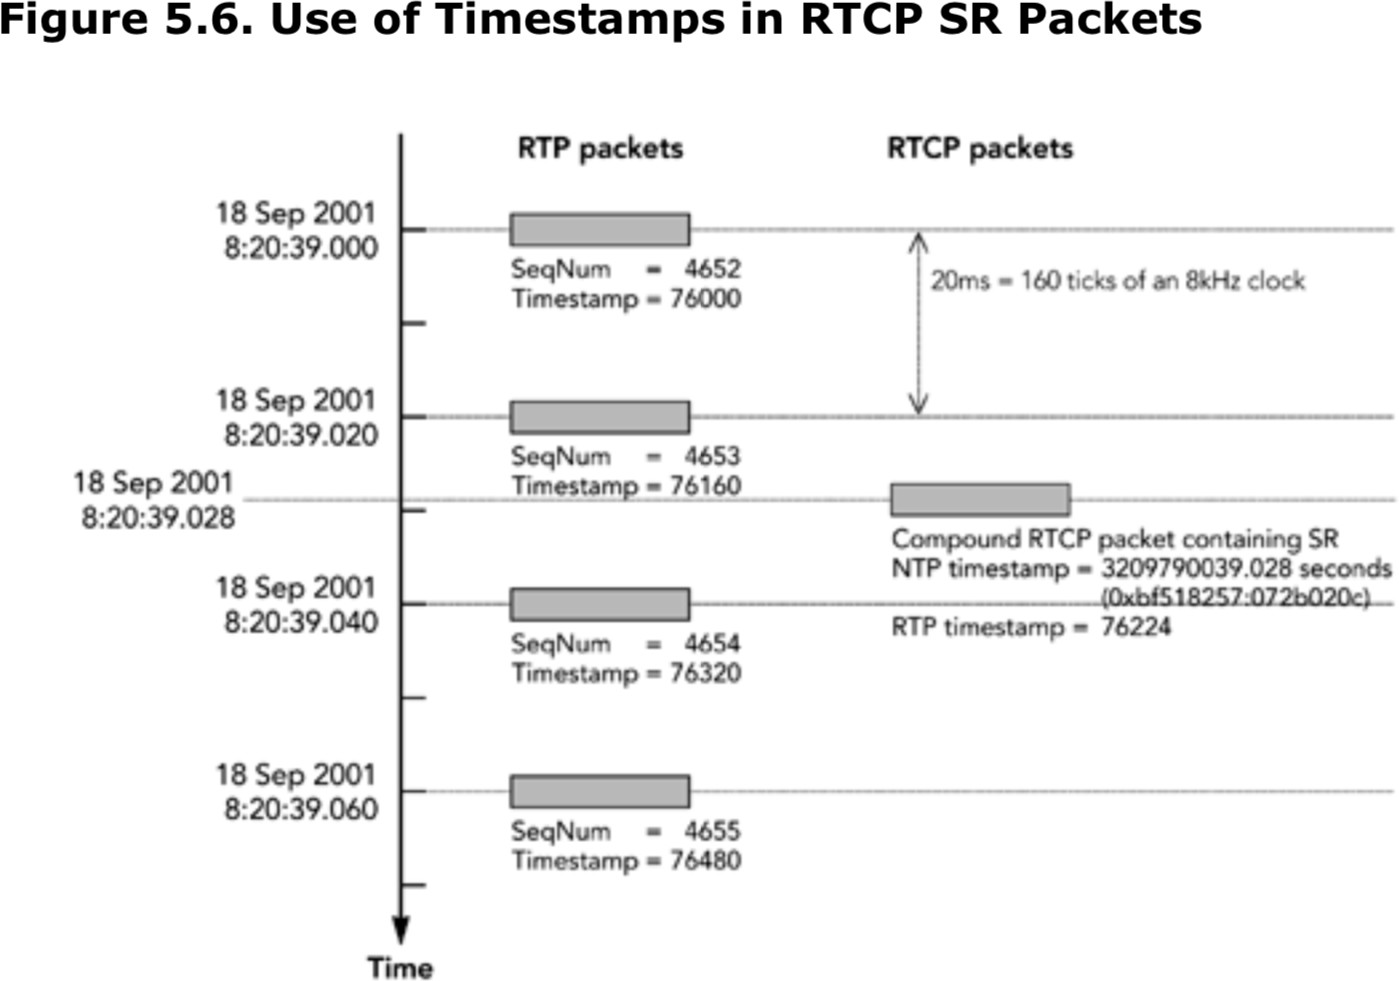 Figure 5.6. Use of Timestamps in RTCP SR Packets
RTP packets
RTCP packets
18 Sep 2001
8:20:39.000
SeqNum = 4652
Timestamp = 76000
20ms = 160 ticks of an 8kHz clock
18 Sep 2001
8:20:39.020
SeqNum = 4653
Timestamp = 76160
18 Sep 2001
8:20:39.028
Compound RTCP packet containing SR
NTP timestamp = 3209790039.028 seconds
(0xbf518257:072b020c)
RTP timestamp = 76224
18 Sep 2001
8:20:39.040
SeqNum = 4654
Timestamp = 76320
18 Sep 2001
8:20:39.060
SeqNum = 4655
Timestamp = 76480
Time